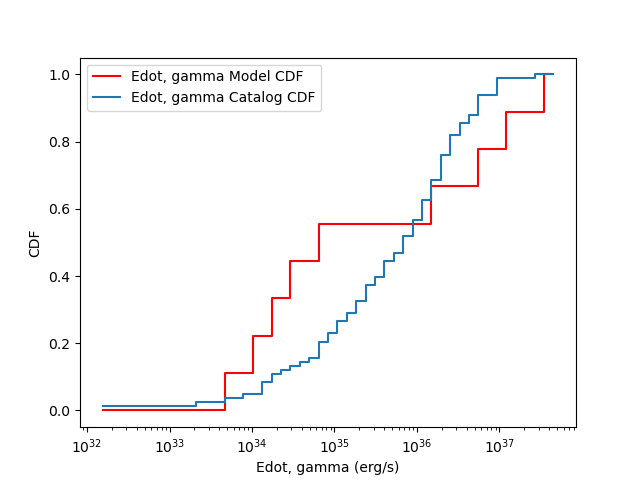 Edot, gamma Model CDF
Edot, gamma Catalog CDF
1.0
0.8
0.6
0.4
0.2
0.0
CDF
10^32 10^33 10^34 10^35 10^36 10^37
Edot, gamma (erg/s)